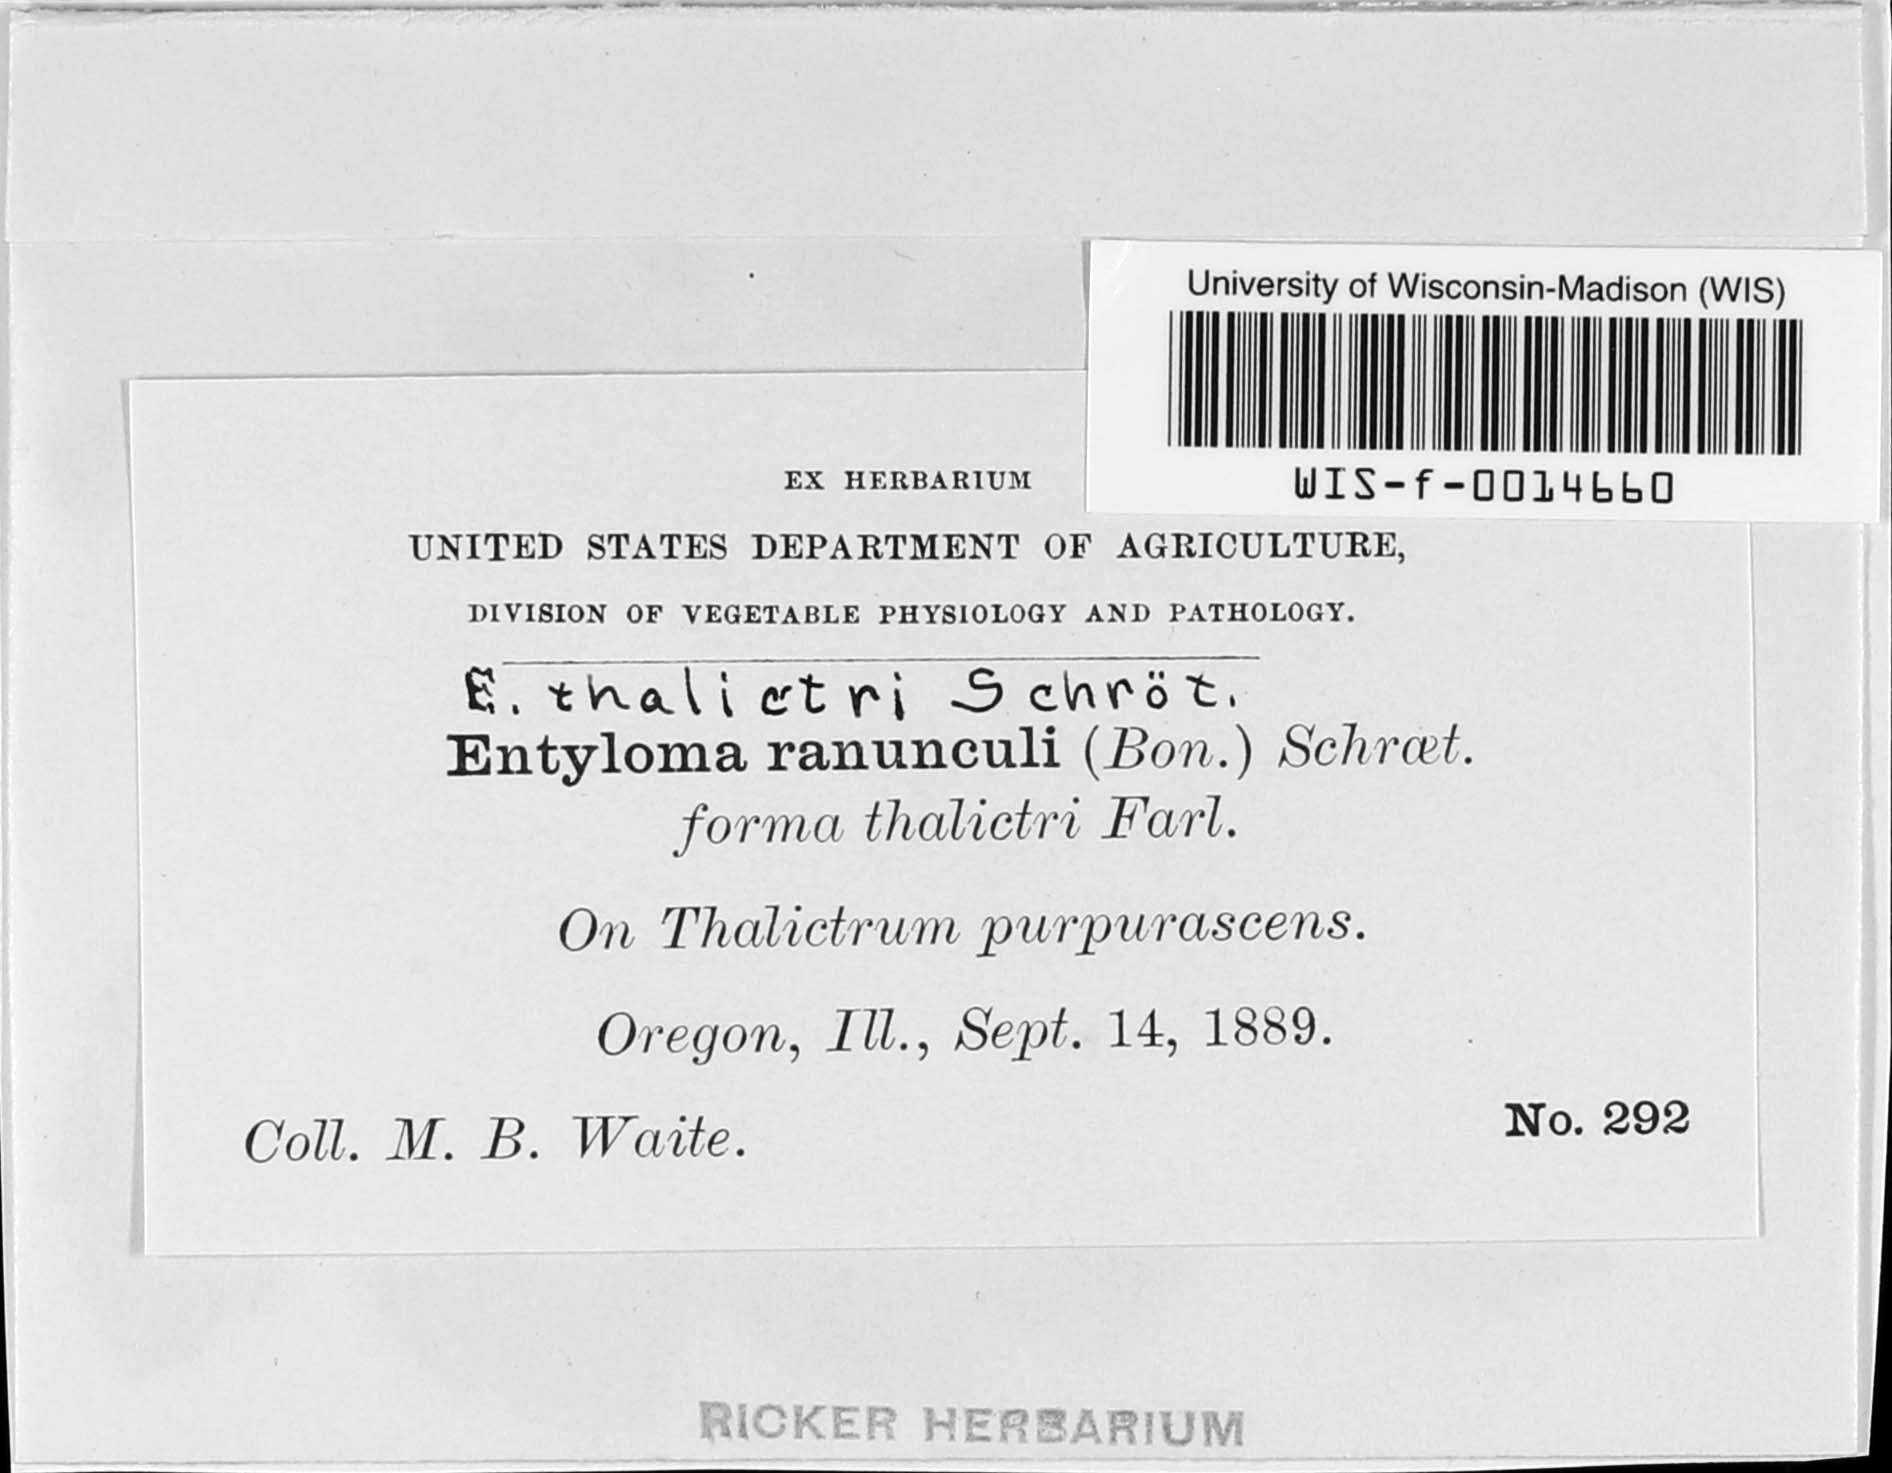 University of Wisconsin-Madison (WIS)
WIS-f-0014660
EX HERBARIUM
UNITED STATES DEPARTMENT OF AGRICULTURE,
DIVISION OF VEGETABLE PHYSIOLOGY AND PATHOLOGY.
E. thalictri Schröt.
Entyloma ranunculi (Bon.) Schrœt.
forma thalictri Farl.
On Thalictrum purpurascens.
Oregon, Ill., Sept. 14, 1889.
Coll. M. B. Waite.
No. 292
RICKER HERBARIUM